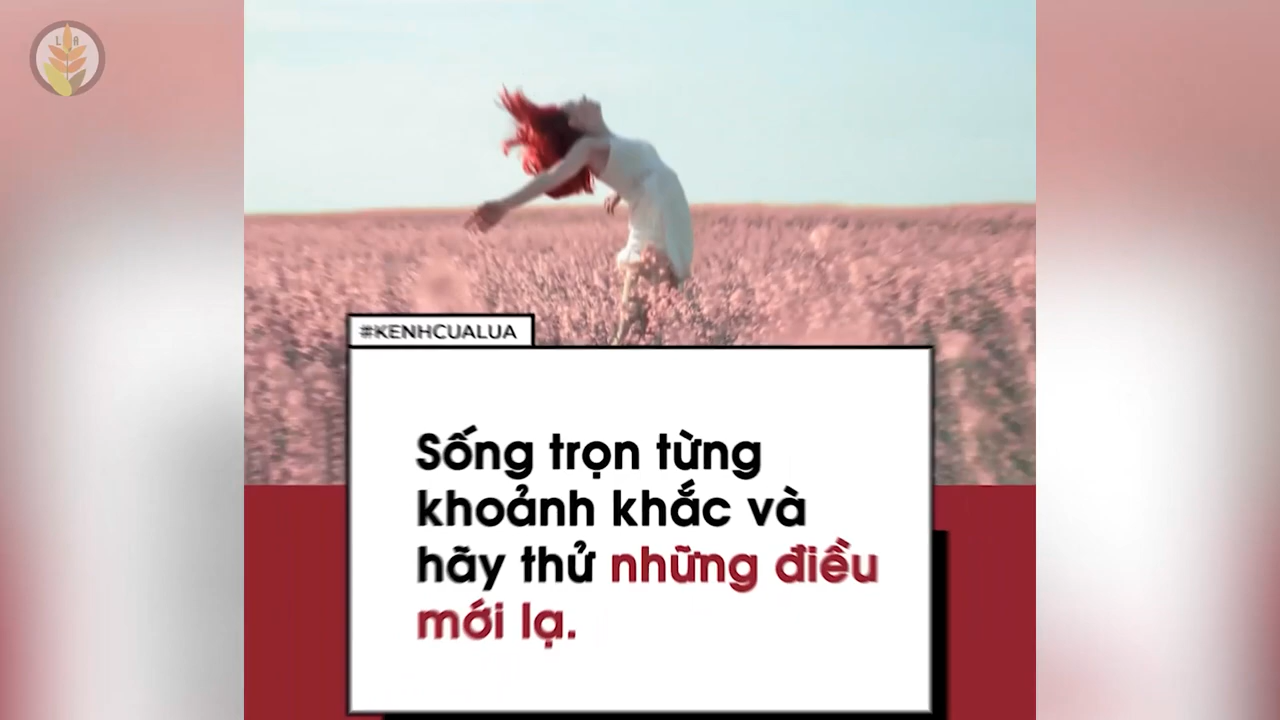 L A
#KENHCUALUA
Sống trọn từng
khoảnh khắc và
hãy thử những điều
mới lạ.